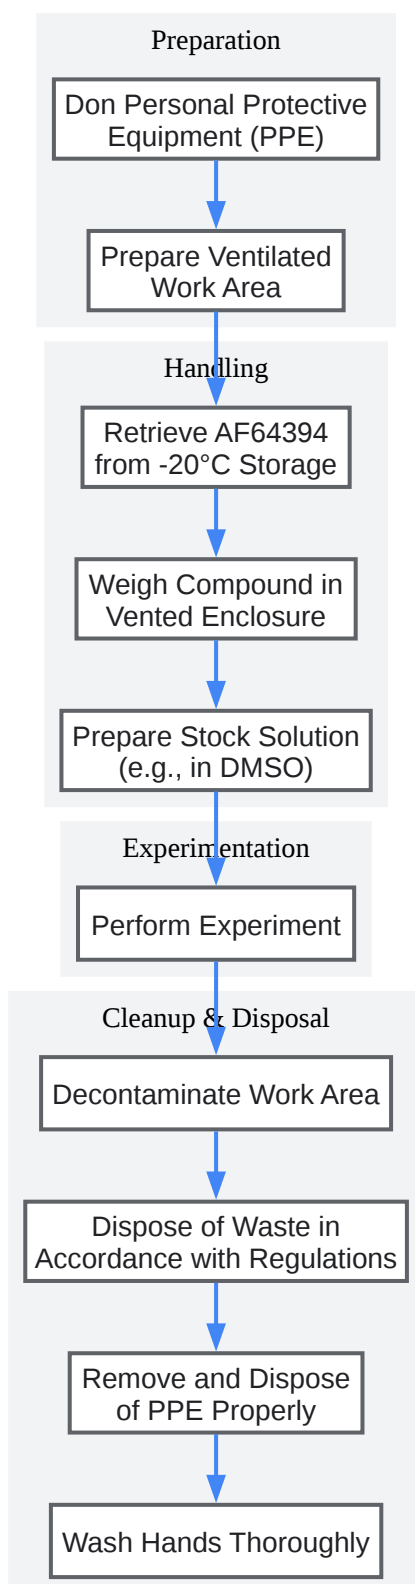 Preparation
Don Personal Protective
Equipment (PPE)
Prepare Ventilated
Work Area
Handling
Retrieve AF64394
from -20°C Storage
Weigh Compound in
Vented Enclosure
Prepare Stock Solution
(e.g., in DMSO)
Experimentation
Perform Experiment
Cleanup & Disposal
Decontaminate Work Area
Dispose of Waste in
Accordance with Regulations
Remove and Dispose
of PPE Properly
Wash Hands Thoroughly